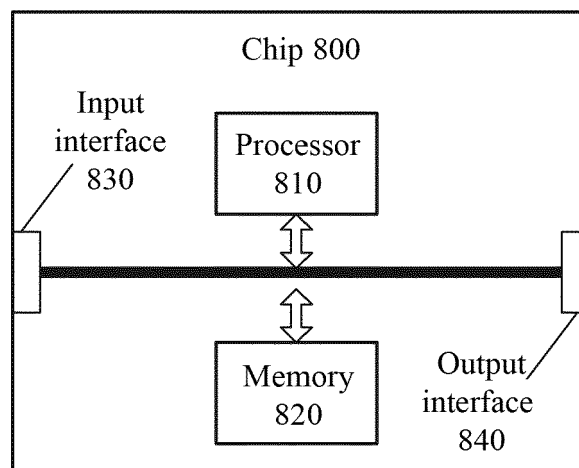 Chip 800
Input
interface
830
Processor
810
Memory
820
Output
interface
840